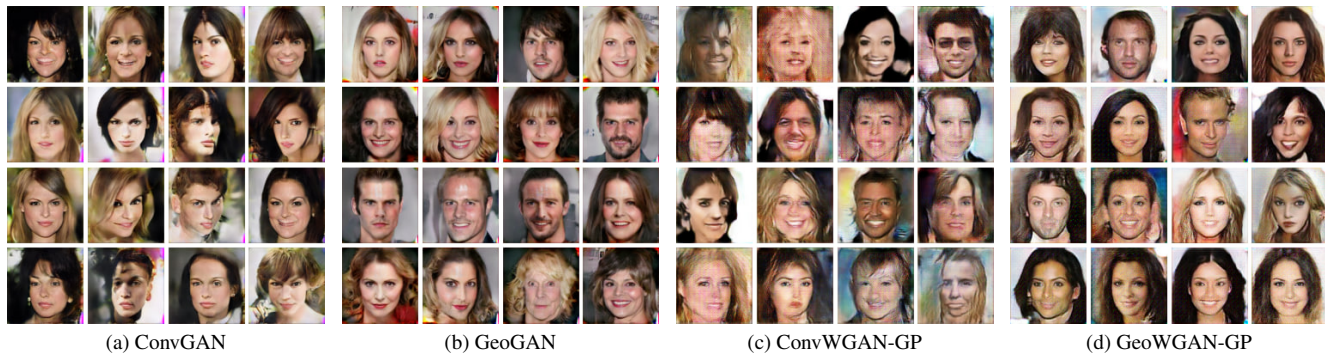 (a) ConvGAN
(b) GeoGAN
(c) ConvWGAN-GP
(d) GeoWGAN-GP